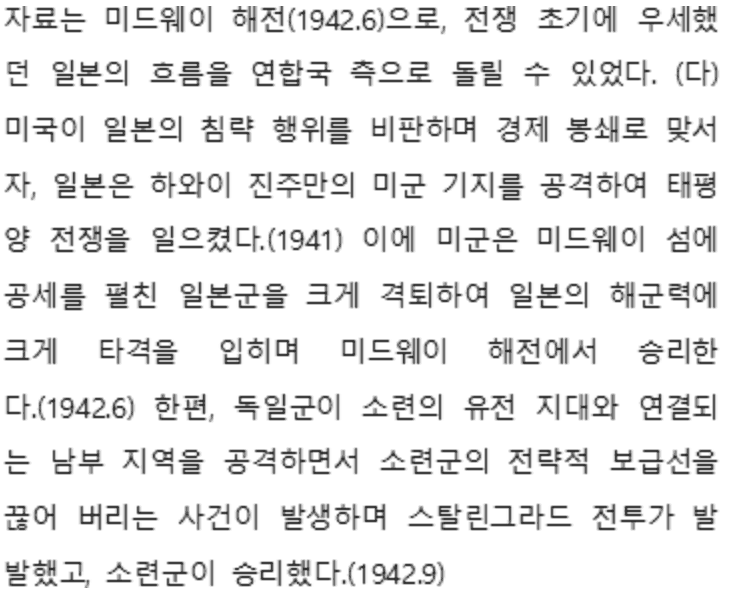 자료는 미드웨이 해전(1942.6)으로, 전쟁 초기에 우세했
던 일본의 흐름을 연합국 측으로 돌릴 수 있었다. (다)
미국이 일본의 침략 행위를 비판하며 경제 봉쇄로 맞서
자, 일본은 하와이 진주만의 미군 기지를 공격하여 태평
양 전쟁을 일으켰다.(1941) 이에 미군은 미드웨이 섬에
공세를 펼친 일본군을 크게 격퇴하여 일본의 해군력에
크게 타격을 입히며 미드웨이 해전에서 승리한
다.(1942.6) 한편, 독일군이 소련의 유전 지대와 연결되
는 남부 지역을 공격하면서 소련군의 전략적 보급선을
끊어 버리는 사건이 발생하며 스탈린그라드 전투가 발
발했고, 소련군이 승리했다.(1942.9)